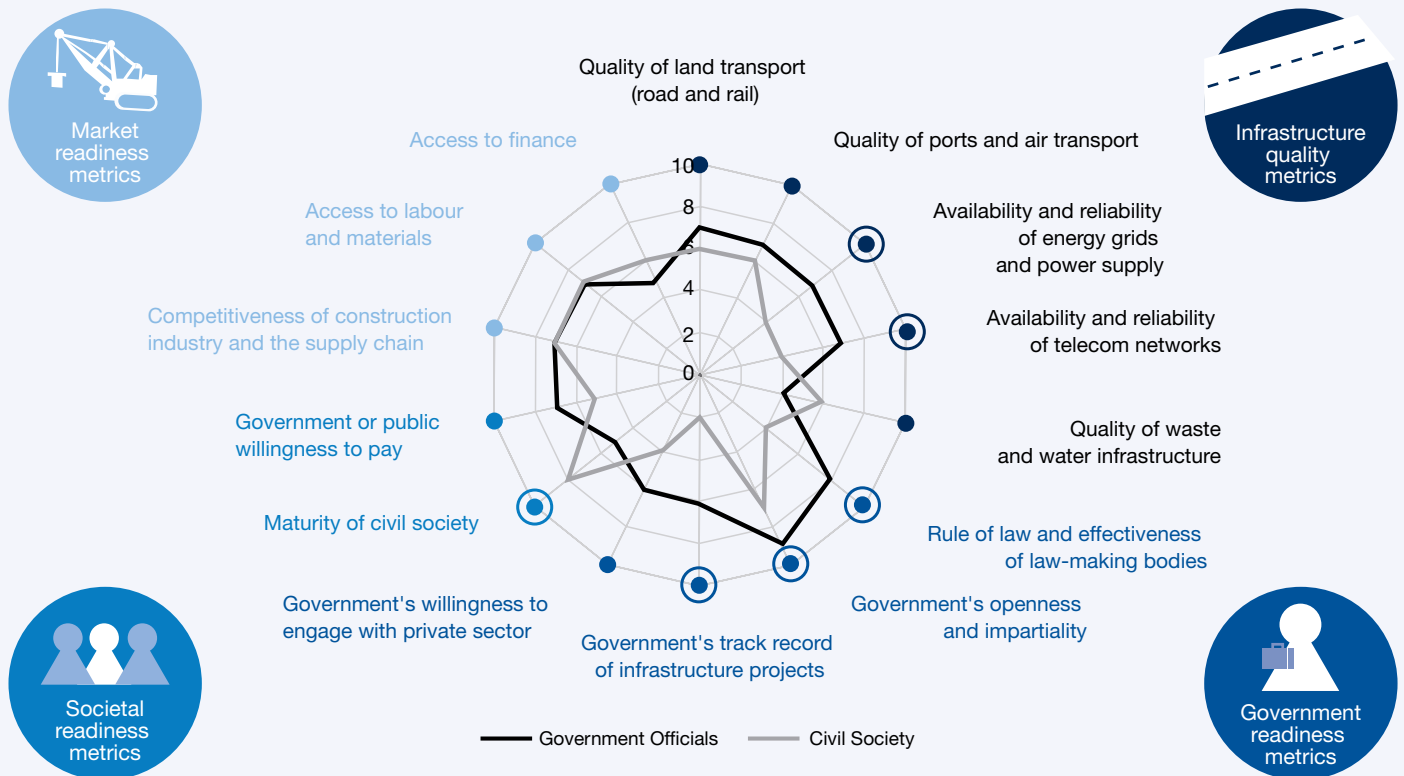 Market
readiness
metrics
Infrastructure
quality
metrics
Quality of land transport
(road and rail)
Quality of ports and air transport
Availability and reliability
of energy grids
and power supply
Availability and reliability
of telecom networks
Quality of waste
and water infrastructure
Rule of law and effectiveness
of law-making bodies
Government's openness
and impartiality
Government's track record
of infrastructure projects
Government's willingness to
engage with private sector
Maturity of civil society
Government or public
willingness to pay
Competitiveness of construction
industry and the supply chain
Access to labour
and materials
Access to finance
10
8
6
4
2
0
Societal
readiness
metrics
Government
readiness
metrics
Government Officials
Civil Society